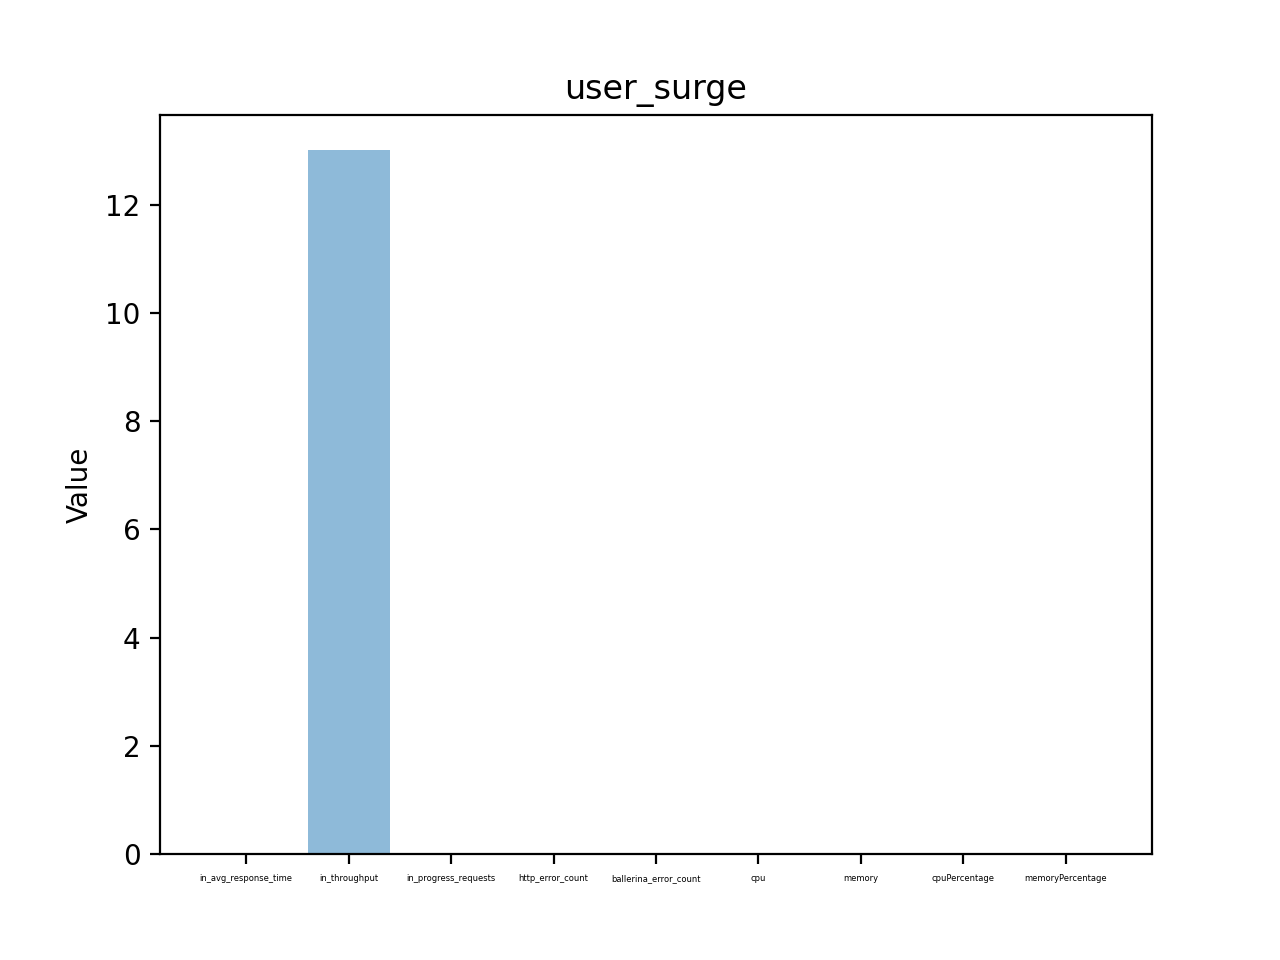 user_surge
Value
12
10
8
6
4
2
0
in_avg_response_time in_throughput in_progress_requests http_error_count ballerina_error_count cpu memory cpuPercentage memoryPercentage